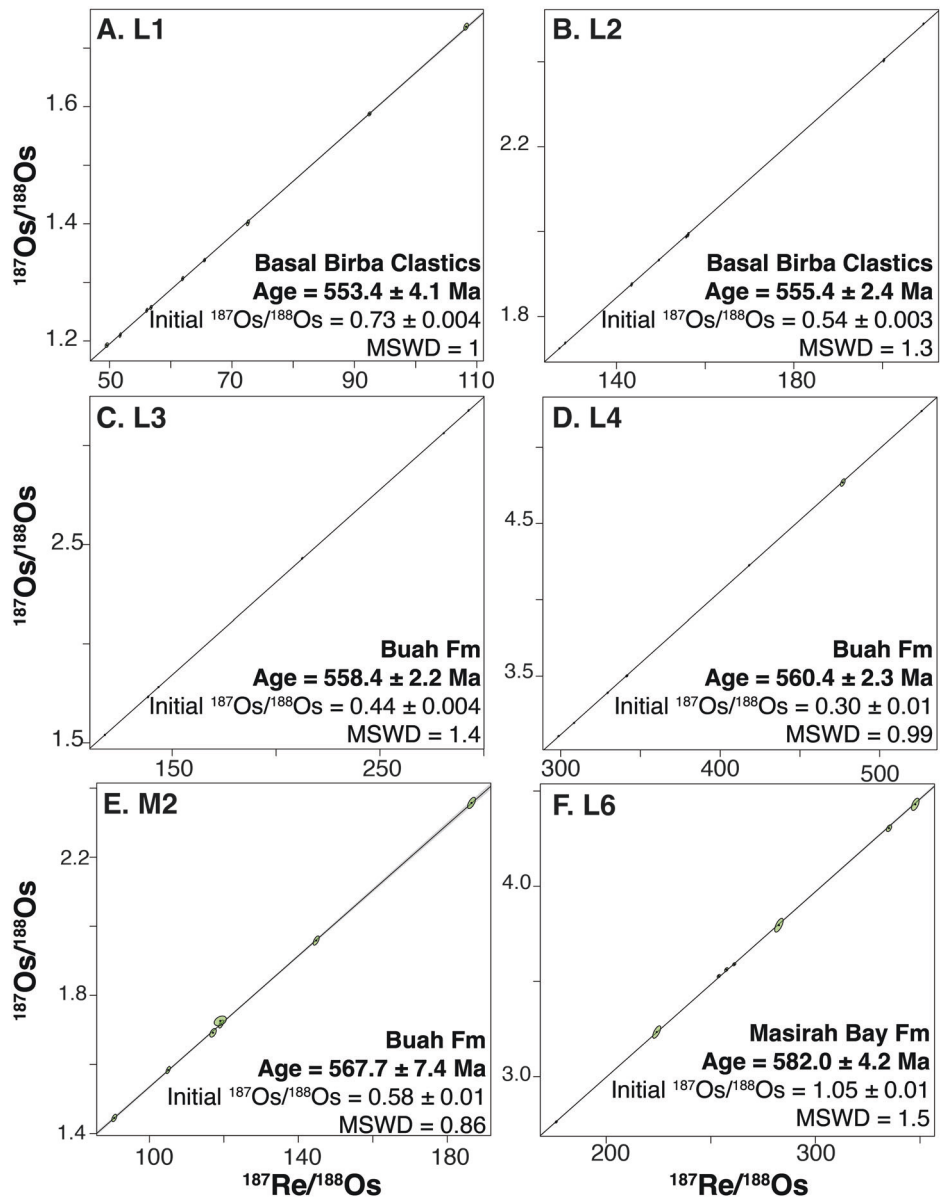 A. L1
1.6
1.4
1.2
¹⁸⁷Os/¹⁸⁸Os
Basal Birba Clastics
Age = 553.4 ± 4.1 Ma
Initial ¹⁸⁷Os/¹⁸⁸Os = 0.73 ± 0.004
MSWD = 1
50 70 90 110
B. L2
2.2
1.8
Basal Birba Clastics
Age = 555.4 ± 2.4 Ma
Initial ¹⁸⁷Os/¹⁸⁸Os = 0.54 ± 0.003
MSWD = 1.3
140 180
C. L3
2.5
1.5
¹⁸⁷Os/¹⁸⁸Os
Buah Fm
Age = 558.4 ± 2.2 Ma
Initial ¹⁸⁷Os/¹⁸⁸Os = 0.44 ± 0.004
MSWD = 1.4
150 250
D. L4
4.5
3.5
Buah Fm
Age = 560.4 ± 2.3 Ma
Initial ¹⁸⁷Os/¹⁸⁸Os = 0.30 ± 0.01
MSWD = 0.99
300 400 500
E. M2
2.2
1.8
1.4
¹⁸⁷Os/¹⁸⁸Os
Buah Fm
Age = 567.7 ± 7.4 Ma
Initial ¹⁸⁷Os/¹⁸⁸Os = 0.58 ± 0.01
MSWD = 0.86
100 140 180
¹⁸⁷Re/¹⁸⁸Os
F. L6
4.0
3.0
Masirah Bay Fm
Age = 582.0 ± 4.2 Ma
Initial ¹⁸⁷Os/¹⁸⁸Os = 1.05 ± 0.01
MSWD = 1.5
200 300
¹⁸⁷Re/¹⁸⁸Os